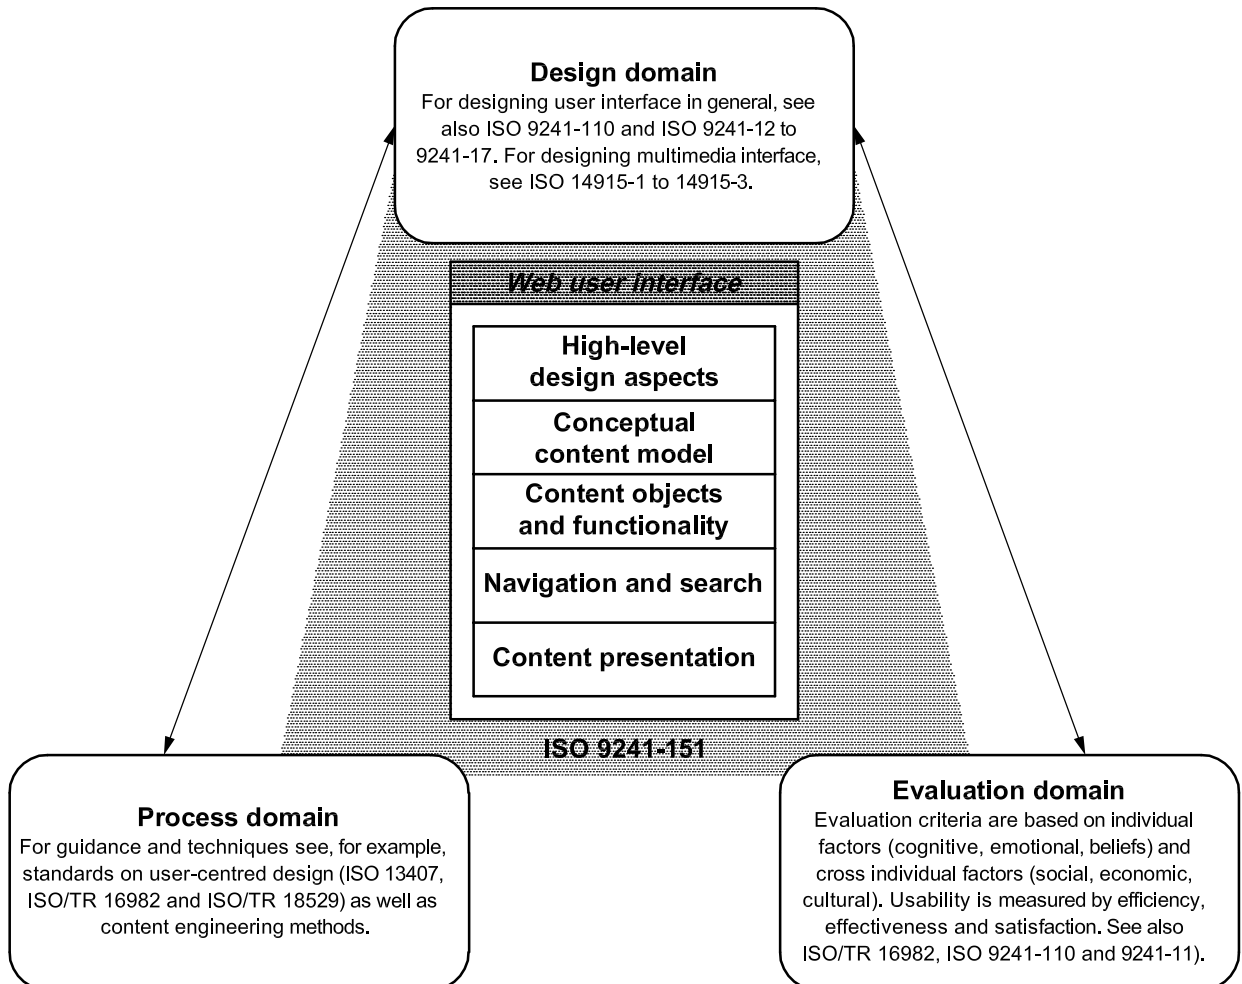 Design domain
For designing user interface in general, see
also ISO 9241-110 and ISO 9241-12 to
9241-17. For designing multimedia interface,
see ISO 14915-1 to 14915-3.
Web user interface
High-level
design aspects
Conceptual
content model
Content objects
and functionality
Navigation and search
Content presentation
ISO 9241-151
Process domain
For guidance and techniques see, for example,
standards on user-centred design (ISO 13407,
ISO/TR 16982 and ISO/TR 18529) as well as
content engineering methods.
Evaluation domain
Evaluation criteria are based on individual
factors (cognitive, emotional, beliefs) and
cross individual factors (social, economic,
cultural). Usability is measured by efficiency,
effectiveness and satisfaction. See also
ISO/TR 16982, ISO 9241-110 and 9241-11).